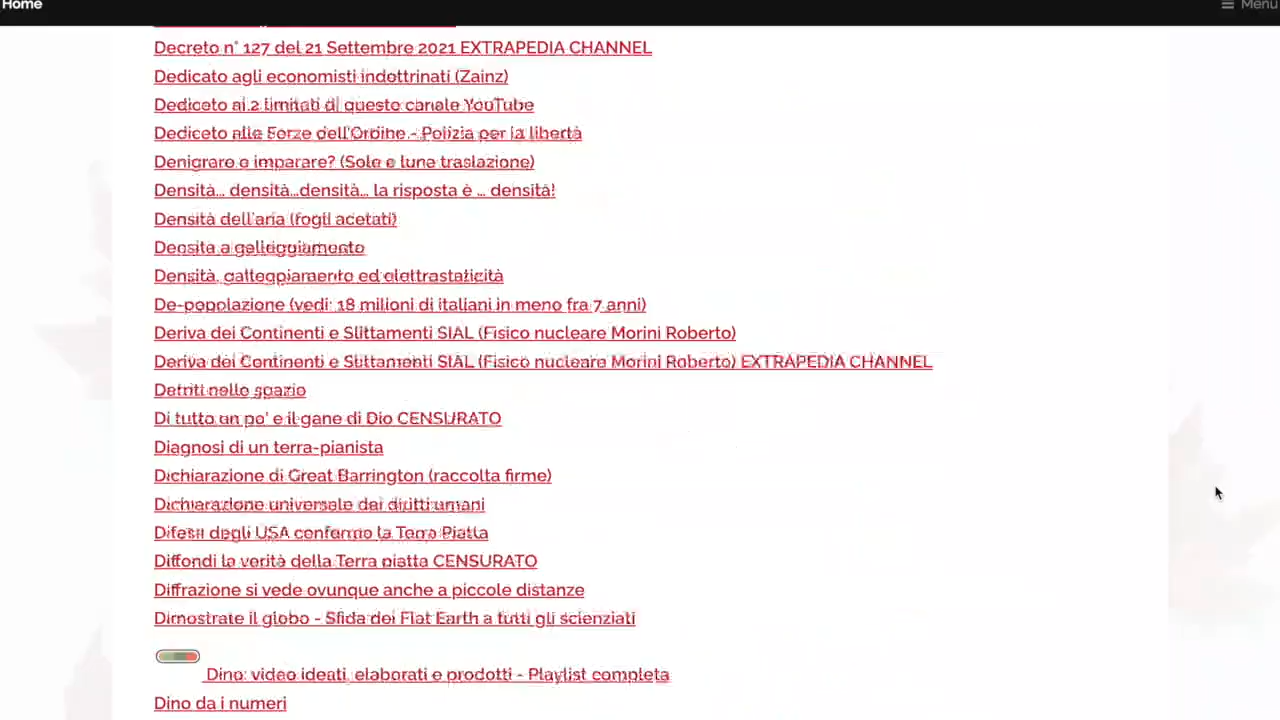 Home
Menu
Decreto n° 127 del 21 Settembre 2021 EXTRAPEDIA CHANNEL
Dedicato agli economisti indottrinati (Zainz)
Dedicato ai 2 limitati di questo canale YouTube
Dedicato alle Forze dell'Ordine - Polizia per la libertà
Denigrare o imparare? (Sole e luna traslazione)
Densità... densità...densità... la risposta è ... densità!
Densità dell'aria (fogli acetati)
Densità e galleggiamento
Densità, galleggiamento ed elettrostaticità
De-popolazione (vedi: 18 milioni di italiani in meno fra 7 anni)
Deriva dei Continenti e Slittamenti SIAL (Fisico nucleare Morini Roberto)
Deriva dei Continenti e Slittamenti SIAL (Fisico nucleare Morini Roberto) EXTRAPEDIA CHANNEL
Detriti nello spazio
Di tutto un po' e il cane di Dio CENSURATO
Diagnosi di un terra-pianista
Dichiarazione di Great Barrington (raccolta firme)
Dichiarazione universale dei diritti umani
Difesa degli USA conferma la Terra Piatta
Diffondi la verità della Terra piatta CENSURATO
Diffrazione si vede ovunque anche a piccole distanze
Dimostrate il globo - Sfida dei Flat Earth a tutti gli scienziati
Dino: video ideati, elaborati e prodotti - Playlist completa
Dino da i numeri